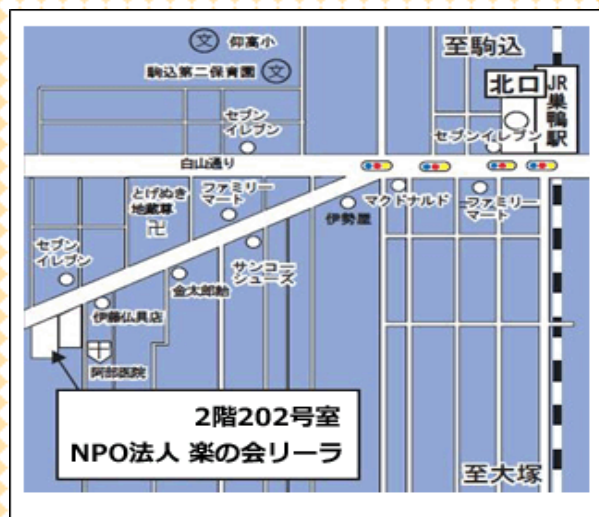 文 仰高小
至駒込
駒込第二保育園 文
北口
JR巣鴨駅
セブン
イレブン
セブンイレブン
白山通り
とげぬき
地蔵尊
卍
ファミリー
マート
伊勢屋
マクドナルド
ファミリー
マート
セブン
イレブン
サンコー
シューズ
金太郎飴
伊藤仏具店
阿部医院
2階202号室
NPO法人 楽の会リーラ
至大塚